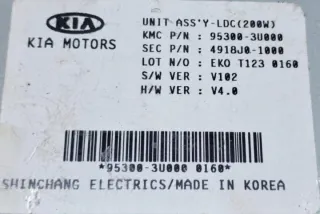 KIA
KIA MOTORS
UNIT ASS'Y-LDC(200W)
KMC P/N : 95300-3U000
SEC P/N : 4918J0-1000
LOT N/O : EKO T123 0160
S/W VER : V102
H/W VER : V4.0
*95300-3U000 0160*
SHINCHANG ELECTRICS/MADE IN KOREA